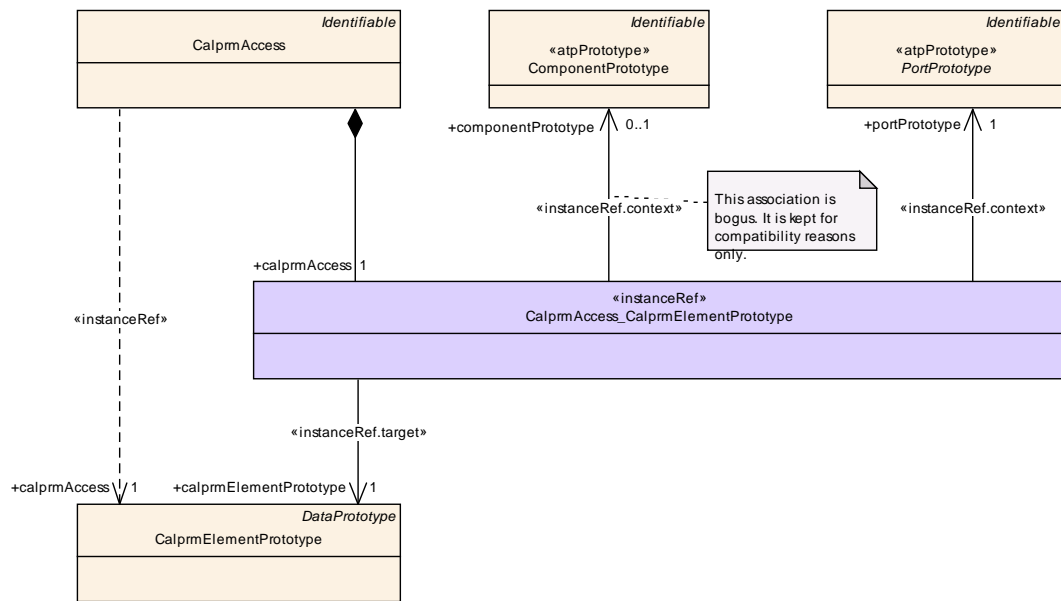 Identifiable
CalprmAccess
Identifiable
«atpPrototype»
ComponentPrototype
Identifiable
«atpPrototype»
PortPrototype
+componentPrototype 0..1
+portPrototype 1
This association is
bogus. It is kept for
compatibility reasons
only.
«instanceRef.context»
«instanceRef.context»
+calprmAccess 1
«instanceRef»
CalprmAccess_CalprmElementPrototype
«instanceRef»
«instanceRef.target»
+calprmAccess 1
+calprmElementPrototype 1
DataPrototype
CalprmElementPrototype